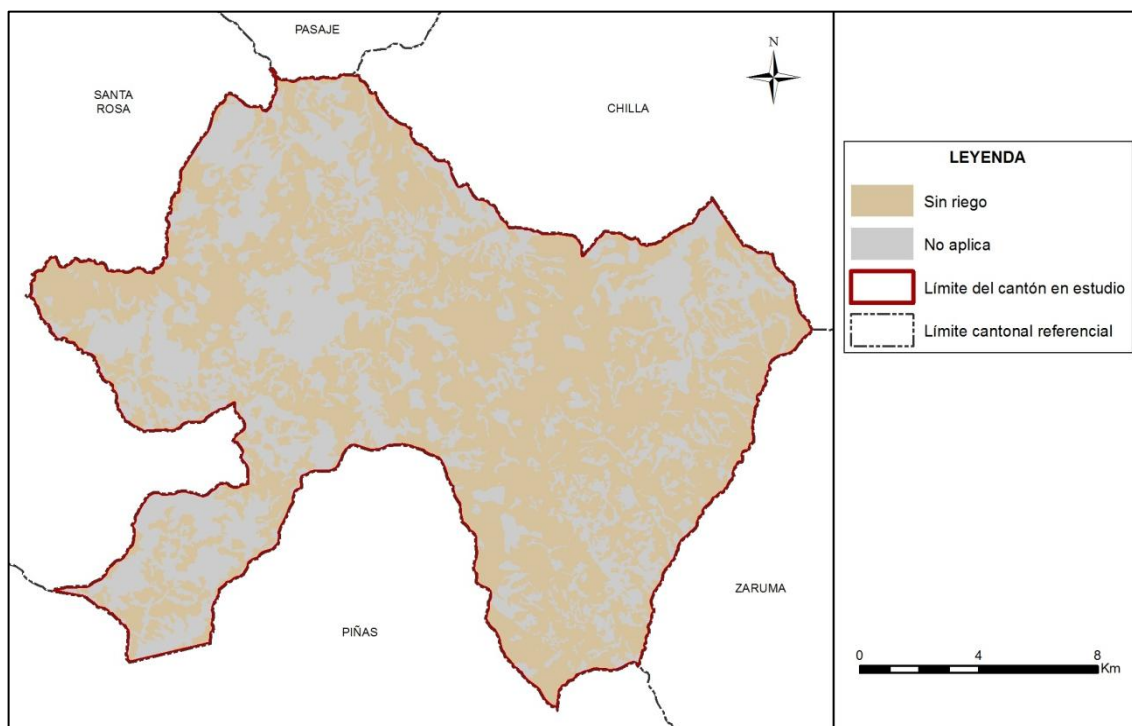 PASAJE
N
SANTA
ROSA
CHILLA
LEYENDA
Sin riego
No aplica
Límite del cantón en estudio
Límite cantonal referencial
ZARUMA
PIÑAS
0 4 8
Km